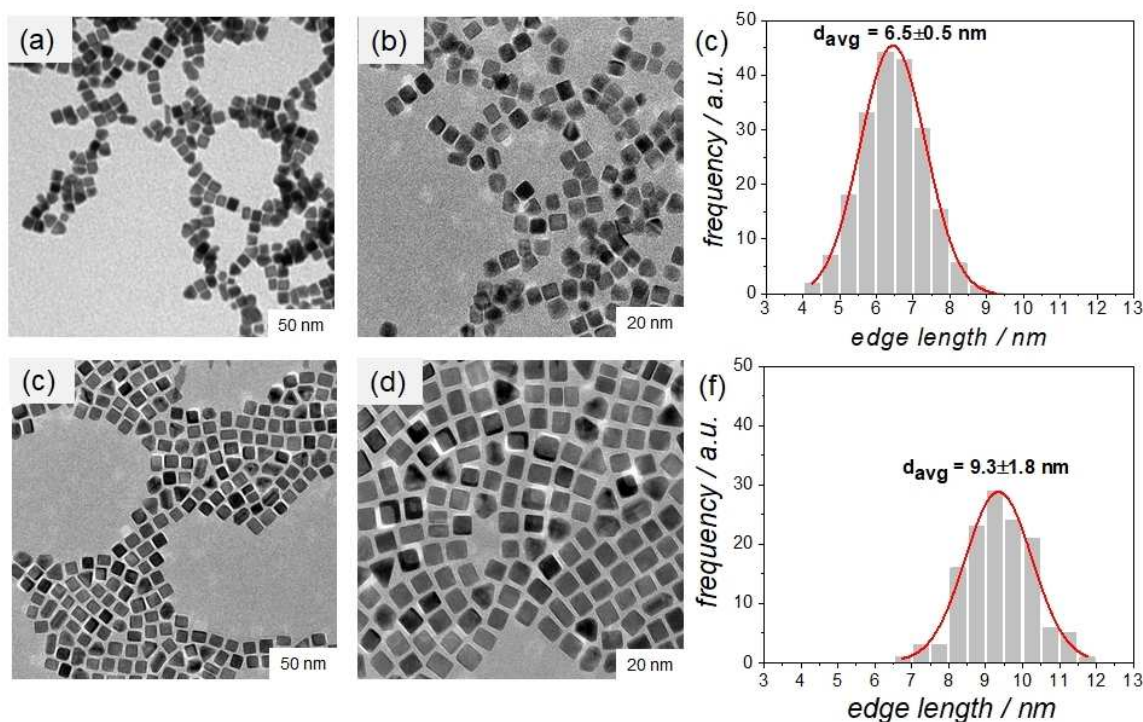 (a)
50 nm
(b)
20 nm
(c)
d_avg = 6.5±0.5 nm
50
40
30
20
10
0
frequency / a.u.
3 4 5 6 7 8 9 10 11 12 13
edge length / nm
(c)
50 nm
(d)
20 nm
(f)
d_avg = 9.3±1.8 nm
50
40
30
20
10
0
frequency / a.u.
3 4 5 6 7 8 9 10 11 12 13
edge length / nm